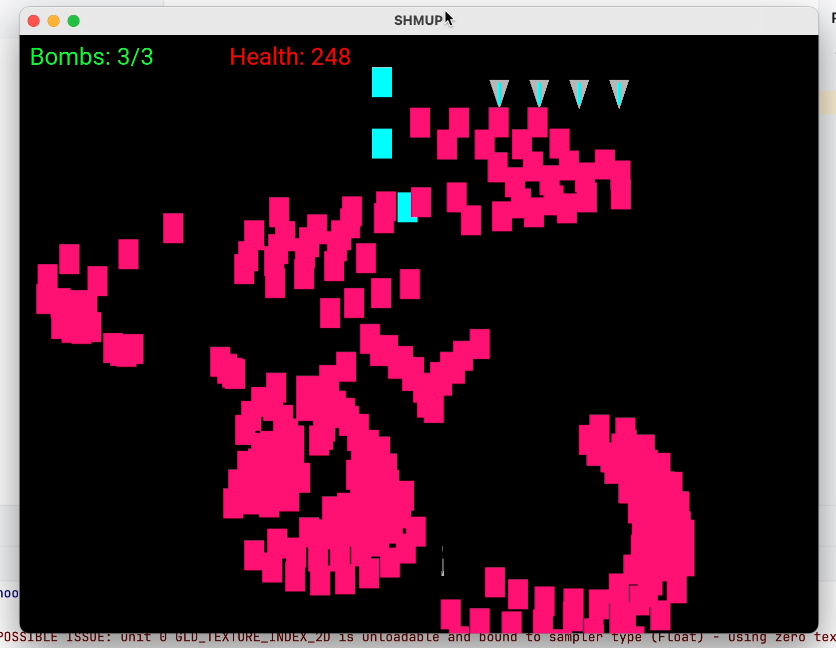 SHMUP
Bombs: 3/3
Health: 248
POSSIBLE ISSUE: Unit 0 GLD_TEXTURE_INDEX_2D is unloadable and bound to sampler type (Float) - using zero tex